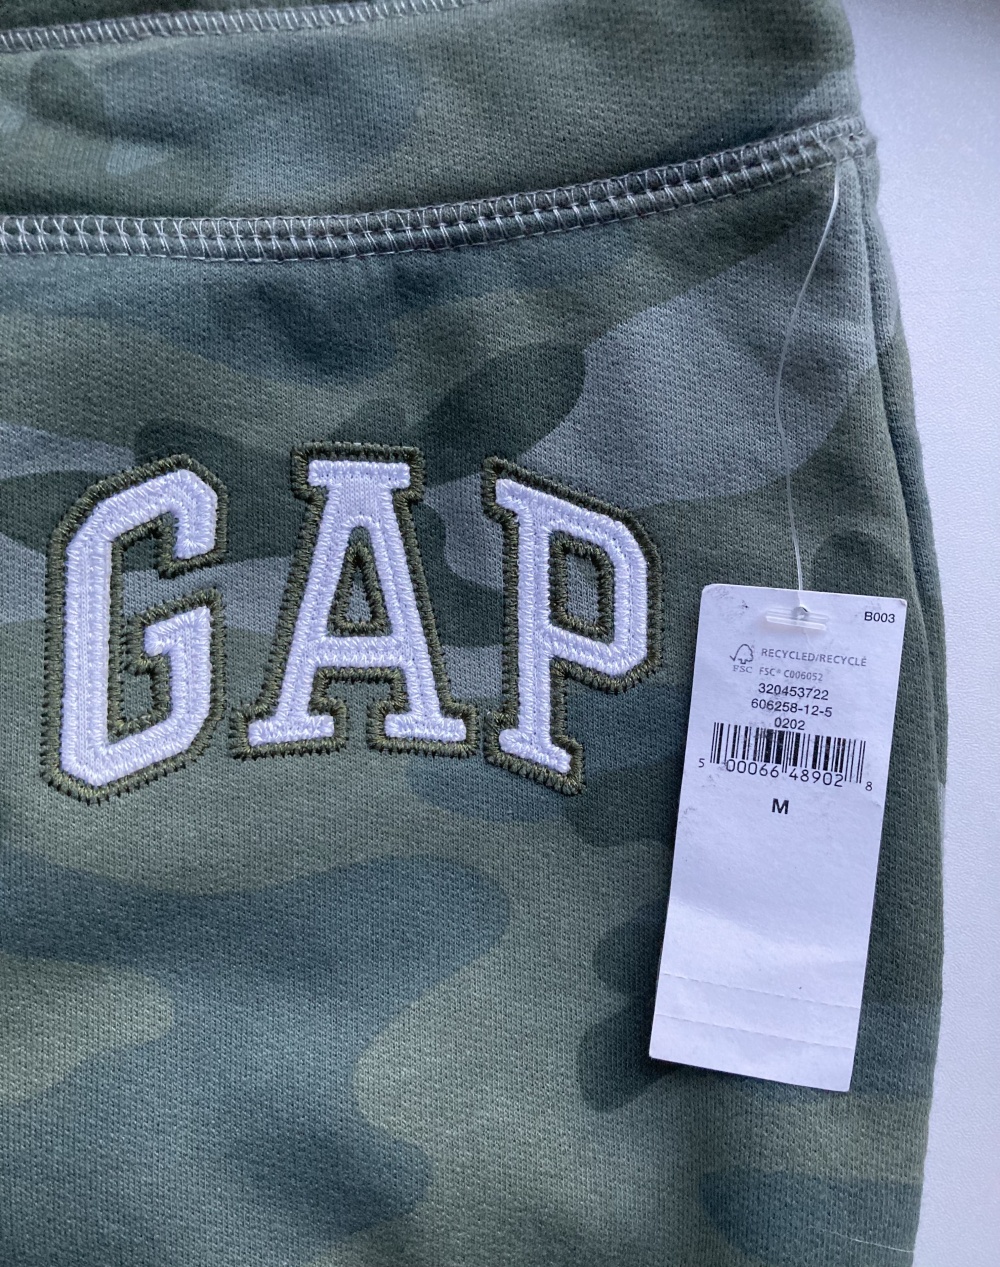 GAP
B003
RECYCLED/RECYCLÉ
FSC
FSC® C006052
320453722
606258-12-5
0202
5 00066 48902 8
M